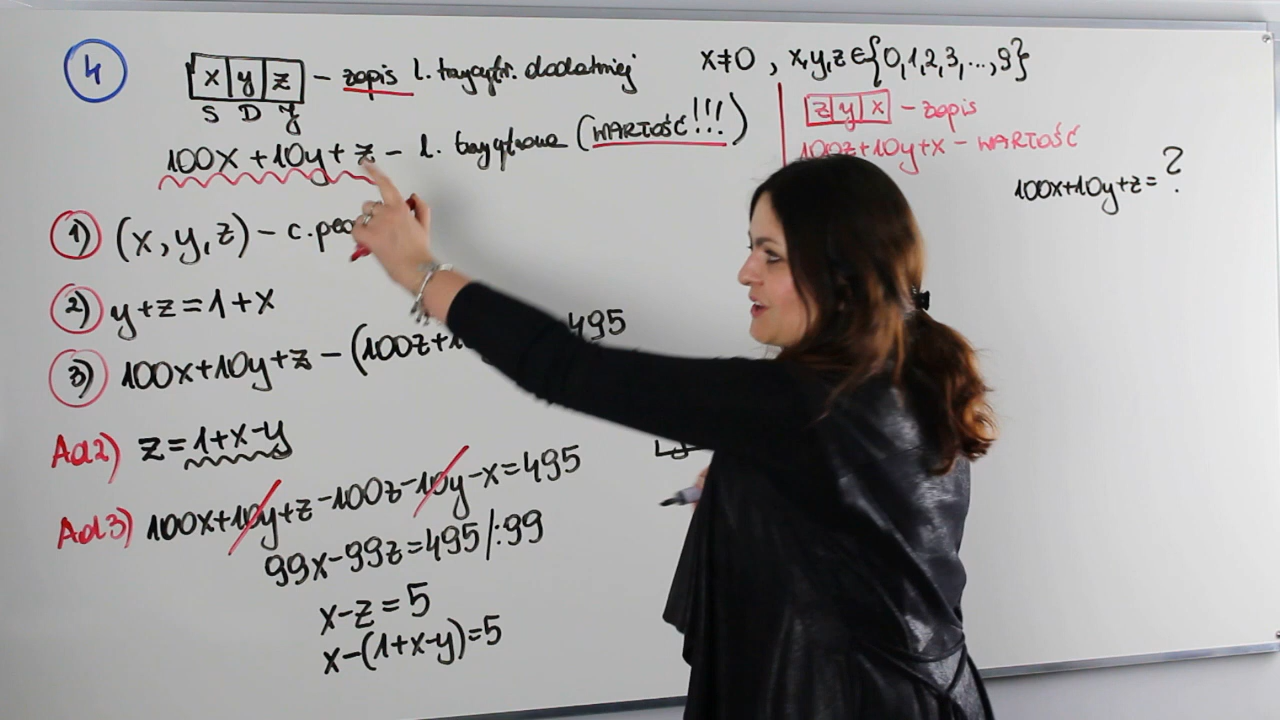 4
x y z – zapis l. trzycyfr. dodatniej
S D J
x≠0 , x,y,z∈{0,1,2,3,...,9}
100x+10y+z – l. trzycyfrowa (WARTOŚĆ!!!)
z y x – zapis
100z+10y+x – WARTOŚĆ
100x+10y+z=?
1) (x,y,z) – c.
2) y+z=1+x
3) 100x+10y+z – (100z+1 495
Ad2) z=1+x-y
Ad3) 100x+10y+z-100z-10y-x=495
99x-99z=495/:99
x-z=5
x-(1+x-y)=5